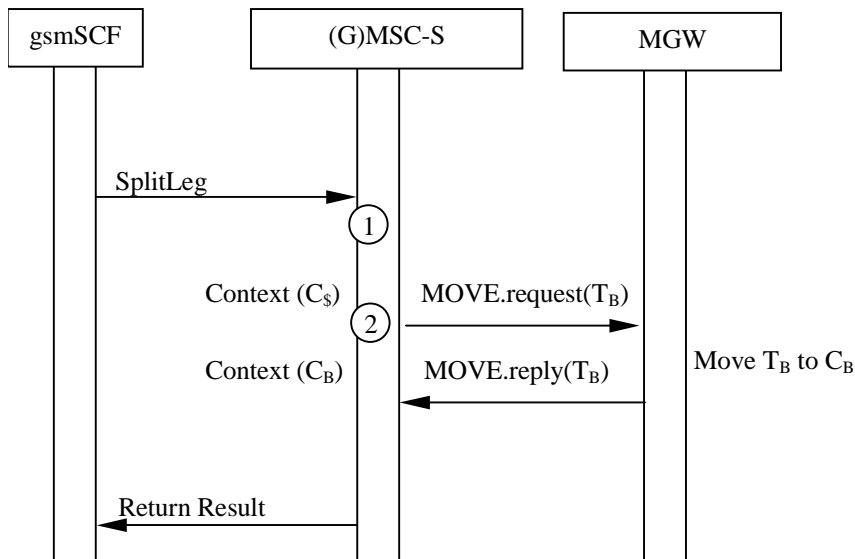 gsmSCF
(G)MSC-S
MGW
SplitLeg
1
Context (C$)
2
MOVE.request(TB)
Context (CB)
MOVE.reply(TB)
Move TB to CB
Return Result